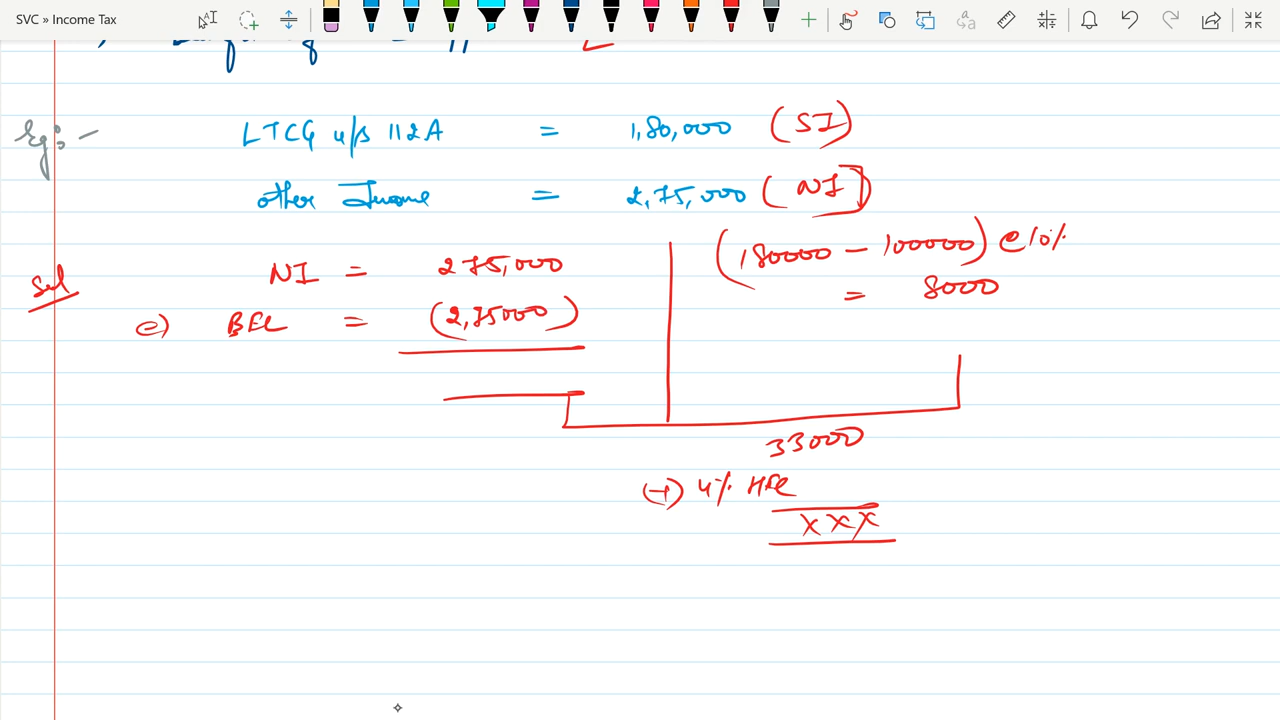 SVC » Income Tax
Eg:-
LTCG u/s 112A = 1,80,000 (SI)
other Income = 2,75,000 (NI)
(180000 - 100000) @ 10%
= 8000
Sol
NI = 275,000
BEL = (2,75000)
33000
(+) 4% HEC
XXX